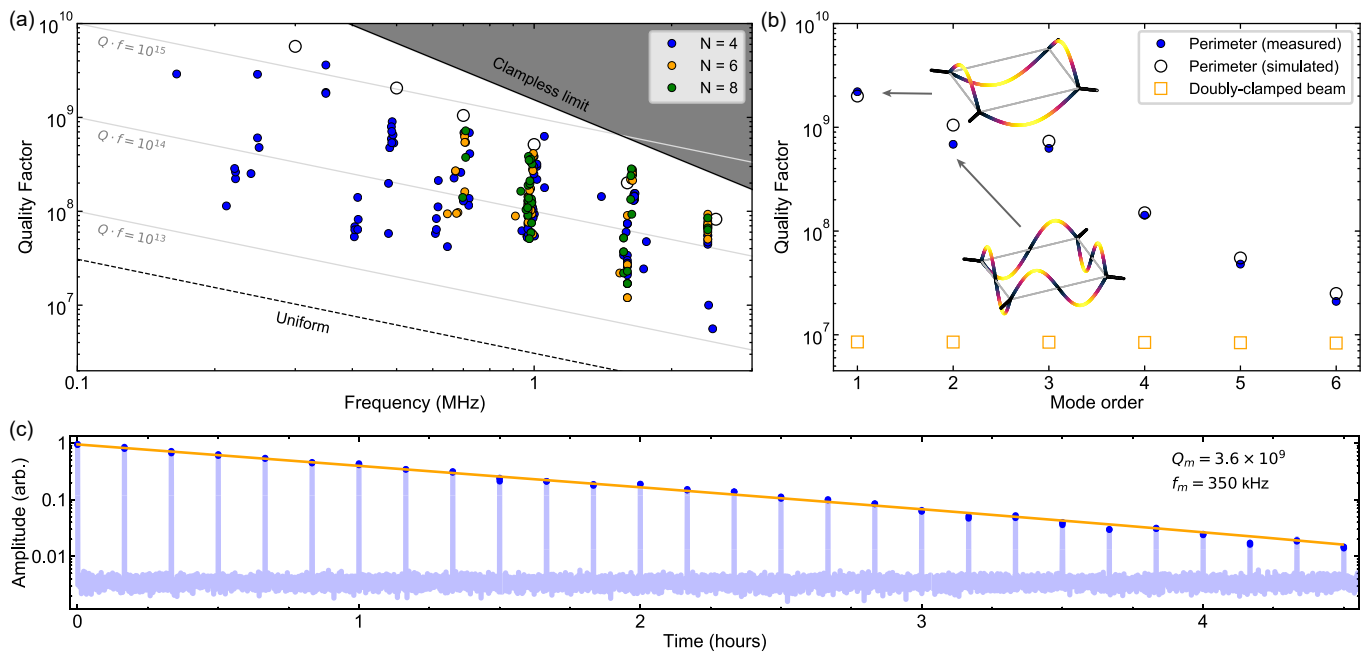 (a)
10^10
10^9
10^8
10^7
Quality Factor
Q · f = 10^15
Q · f = 10^14
Q · f = 10^13
Clampless limit
Uniform
N = 4
N = 6
N = 8
0.1
1
Frequency (MHz)
(b)
10^10
10^9
10^8
10^7
Quality Factor
Perimeter (measured)
Perimeter (simulated)
Doubly-clamped beam
1 2 3 4 5 6
Mode order
(c)
1
0.1
0.01
Amplitude (arb.)
Q_m = 3.6 × 10^9
f_m = 350 kHz
0 1 2 3 4
Time (hours)